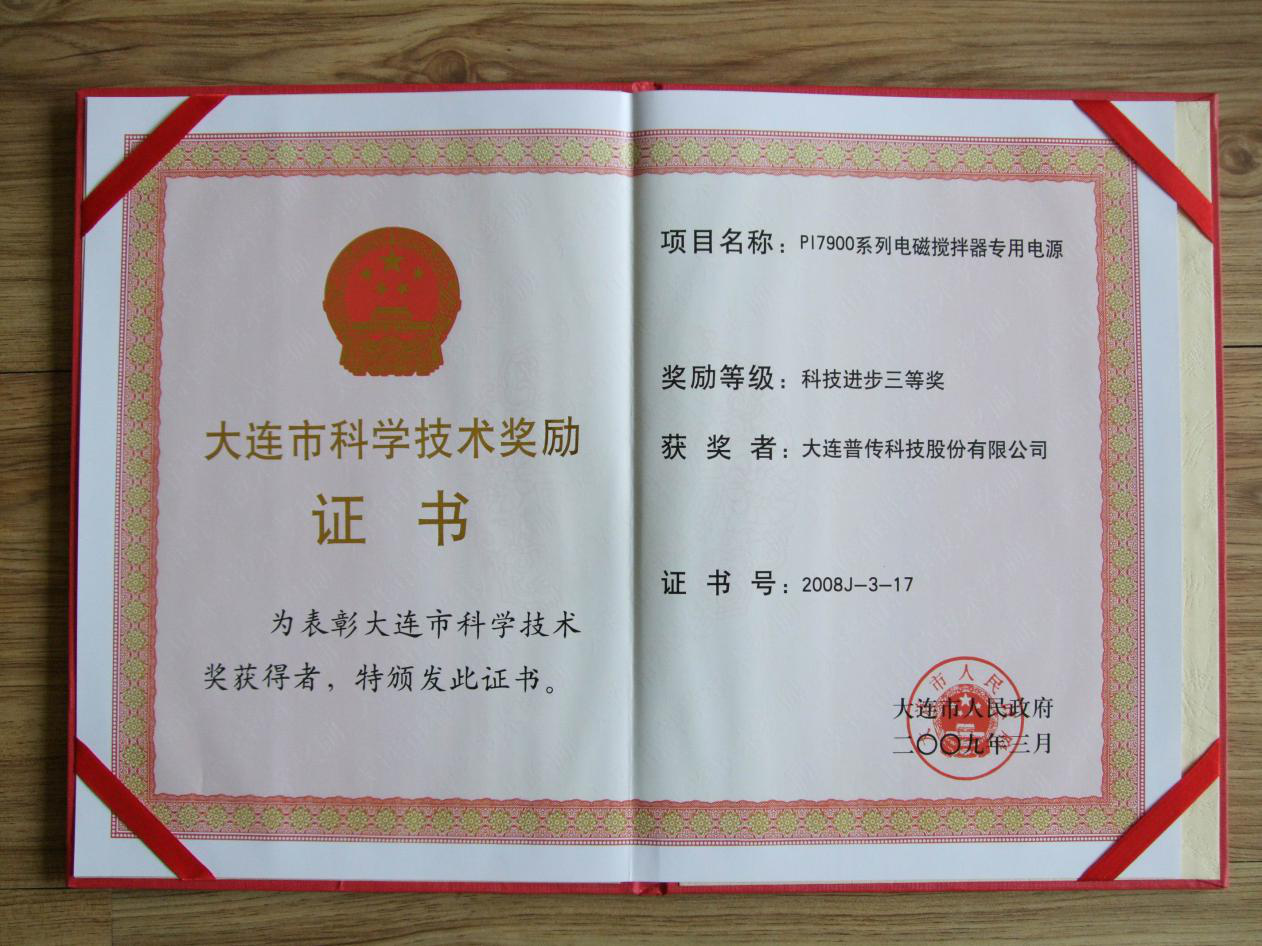 大连市科学技术奖励
证书
为表彰大连市科学技术
奖获得者，特颁发此证书。
项目名称：PI7900系列电磁搅拌器专用电源
奖励等级：科技进步三等奖
获奖者：大连普传科技股份有限公司
证书号：2008J-3-17
大连市人民政府
二〇〇九年三月